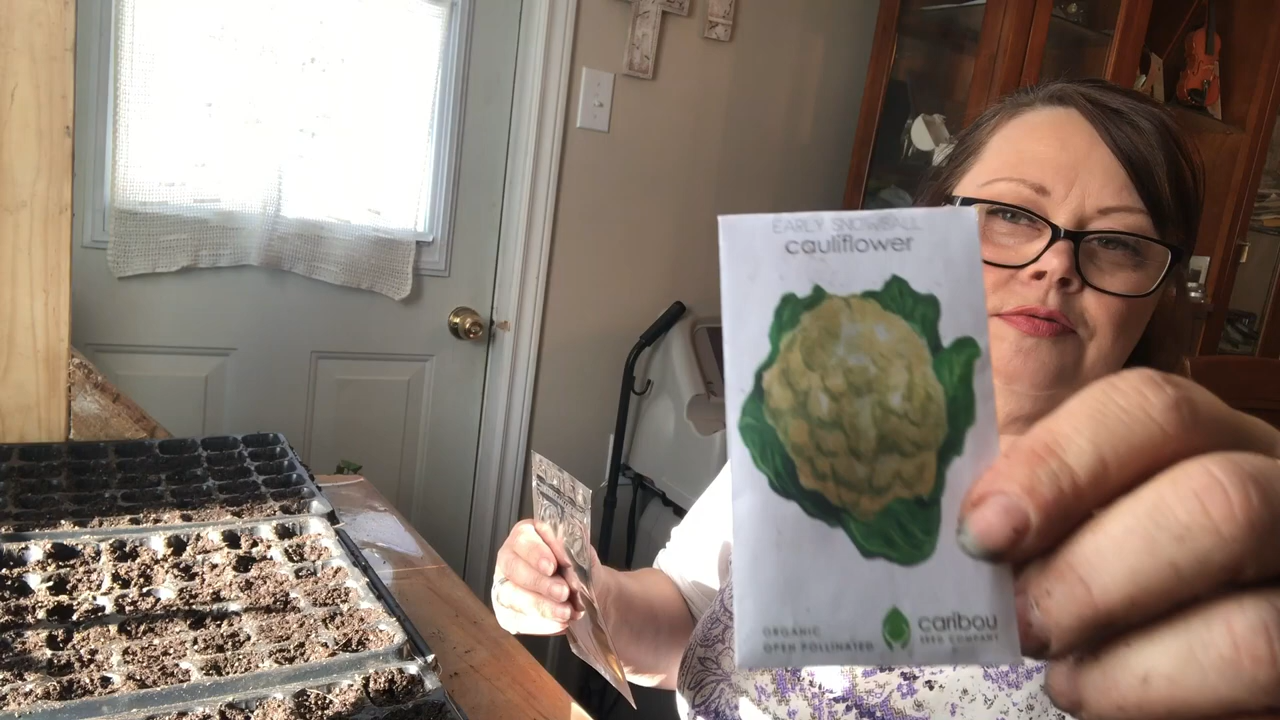 EARLY SNOWBALL
cauliflower
ORGANIC
OPEN POLLINATED
caribou
SEED COMPANY